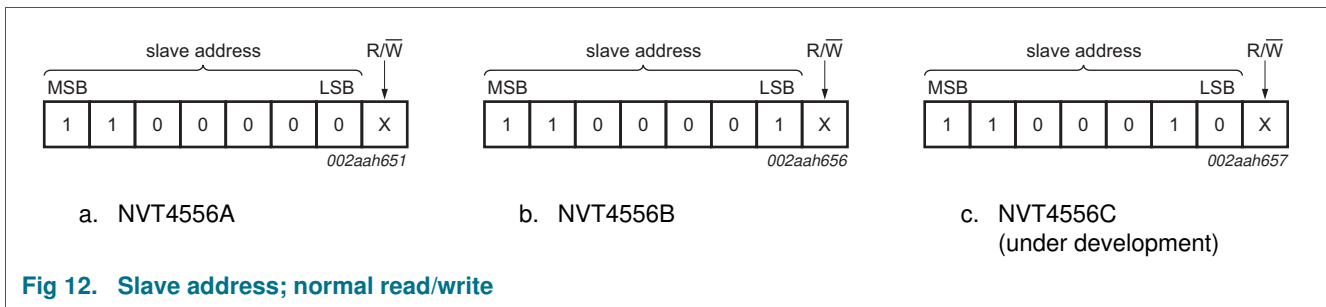 slave address R/W̅ slave address R/W̅ slave address R/W̅
MSB LSB MSB LSB MSB LSB
1 1 0 0 0 0 0 X 1 1 0 0 0 0 1 X 1 1 0 0 0 1 0 X
002aah651 002aah656 002aah657
a. NVT4556A b. NVT4556B c. NVT4556C
(under development)
Fig 12. Slave address; normal read/write